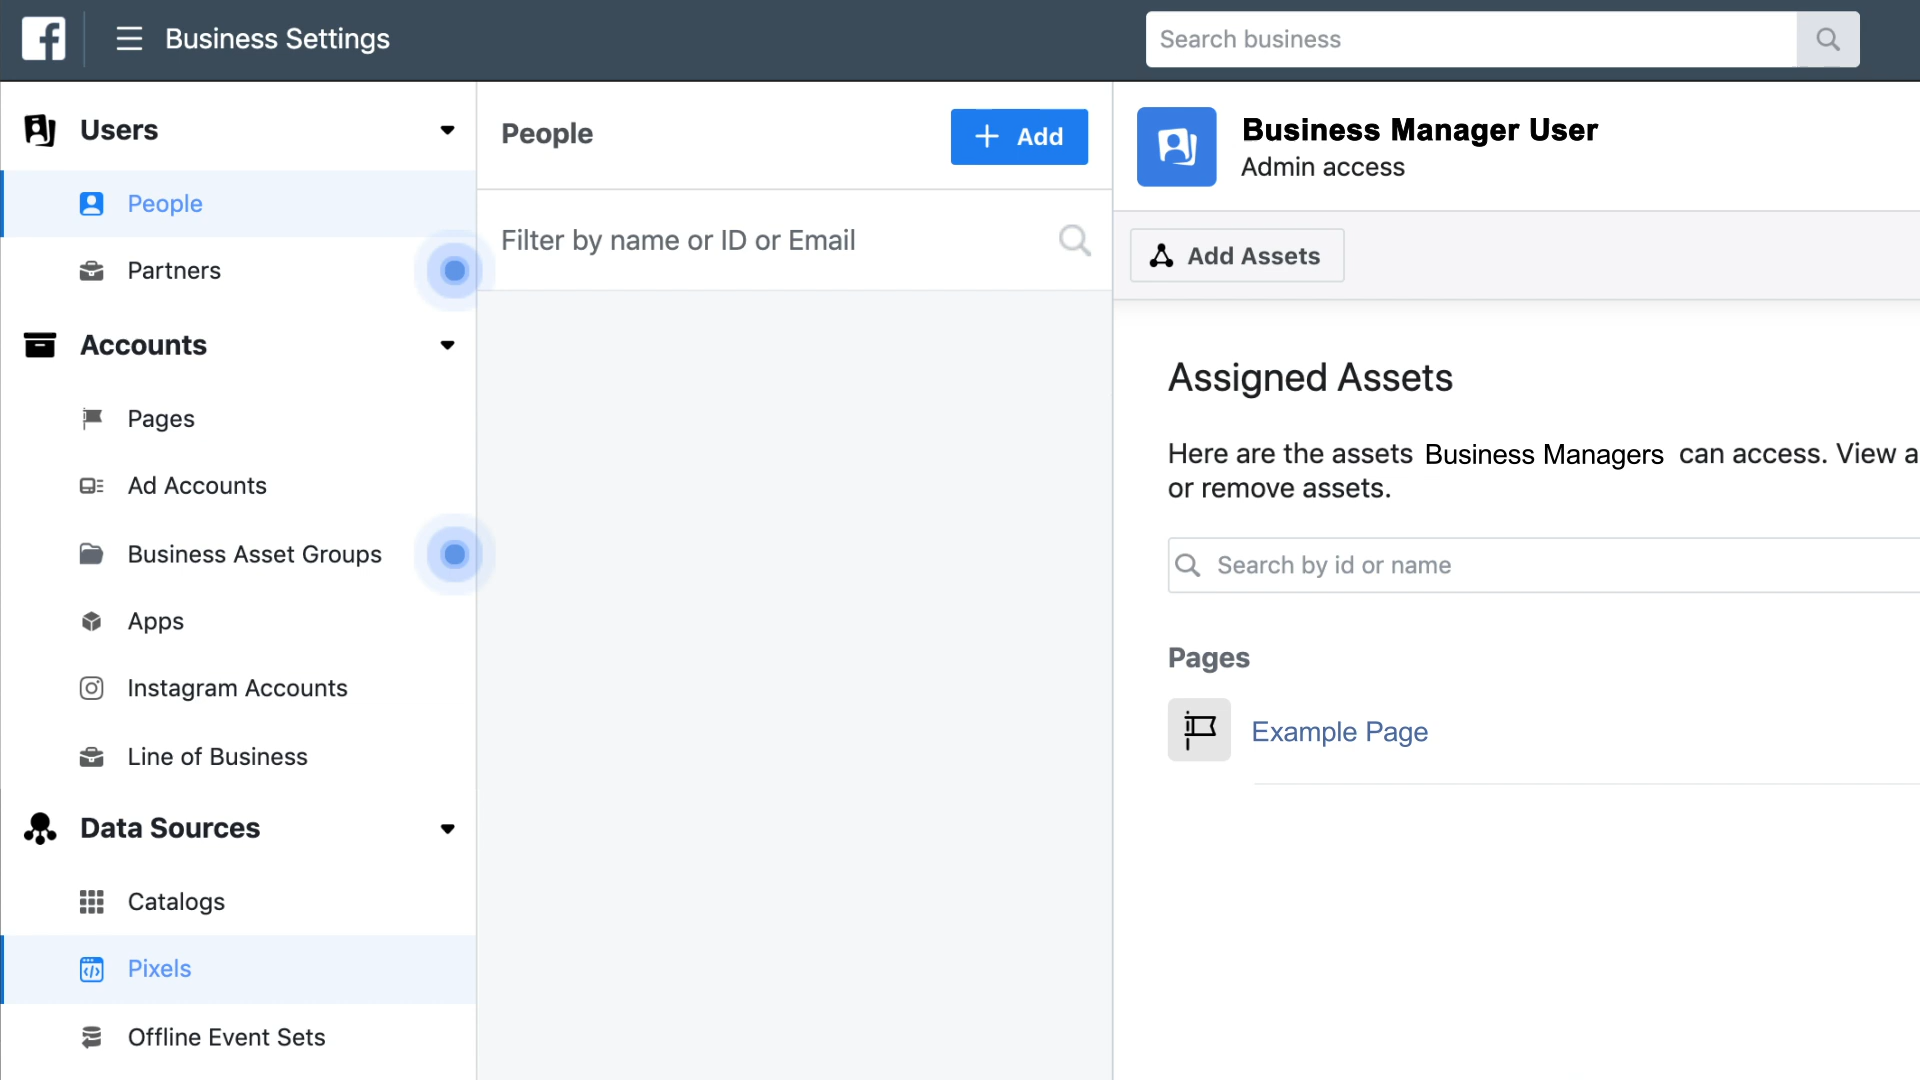 Business Settings
Search business
Users
People
Partners
Accounts
Pages
Ad Accounts
Business Asset Groups
Apps
Instagram Accounts
Line of Business
Data Sources
Catalogs
Pixels
Offline Event Sets
People
+ Add
Filter by name or ID or Email
Business Manager User
Admin access
Add Assets
Assigned Assets
Here are the assets Business Managers can access. View a
or remove assets.
Search by id or name
Pages
Example Page